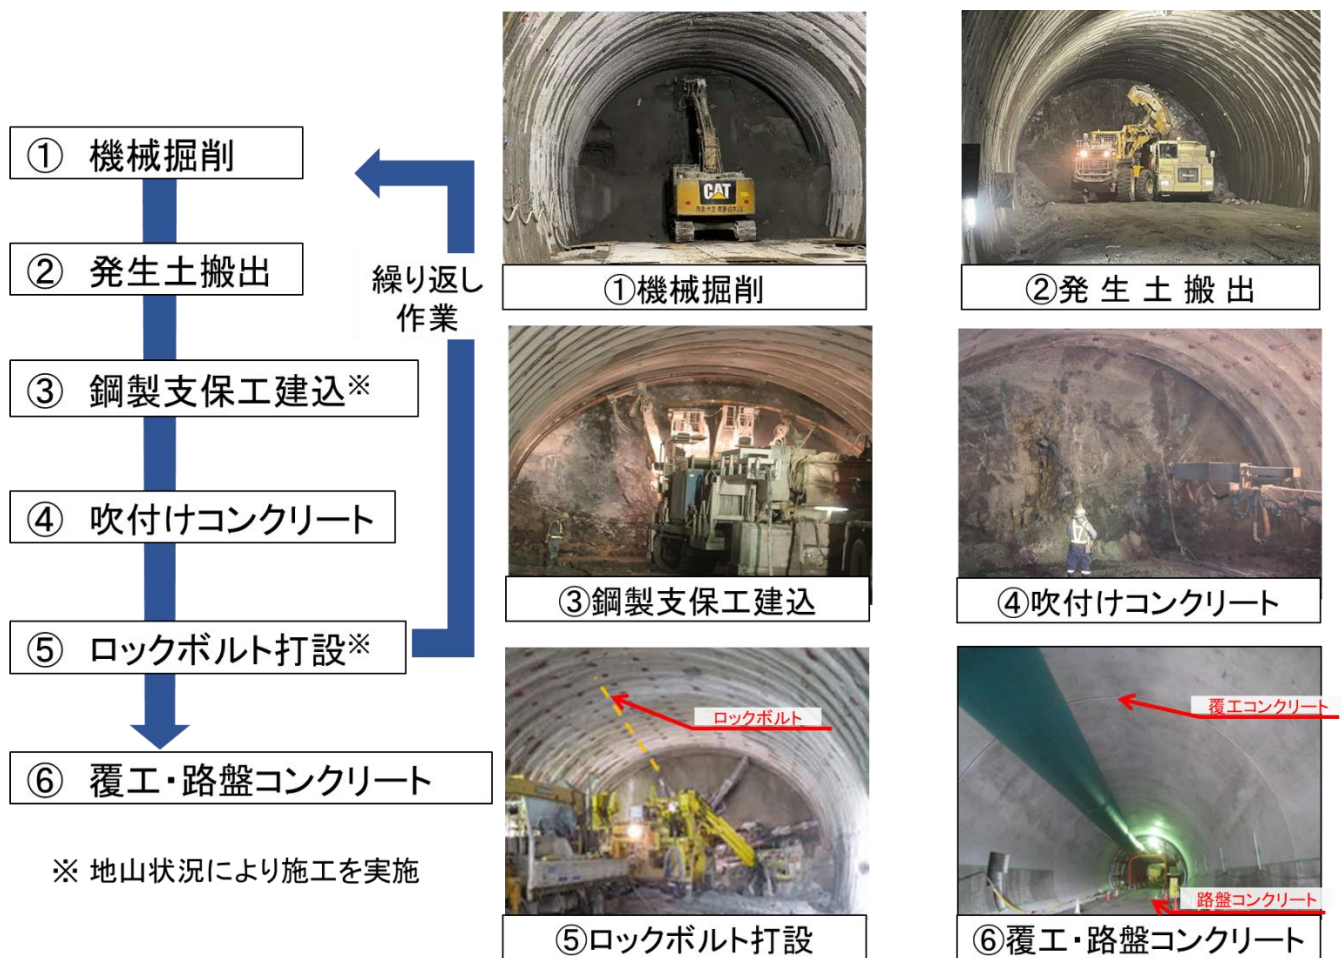 ① 機械掘削
② 発生土搬出
③ 鋼製支保工建込※
④ 吹付けコンクリート
⑤ ロックボルト打設※
⑥ 覆工・路盤コンクリート
※ 地山状況により施工を実施
繰り返し
作業
CAT
①機械掘削
②発 生 土 搬 出
③鋼製支保工建込
④吹付けコンクリート
ロックボルト
⑤ロックボルト打設
覆工コンクリート
路盤コンクリート
⑥覆工・路盤コンクリート